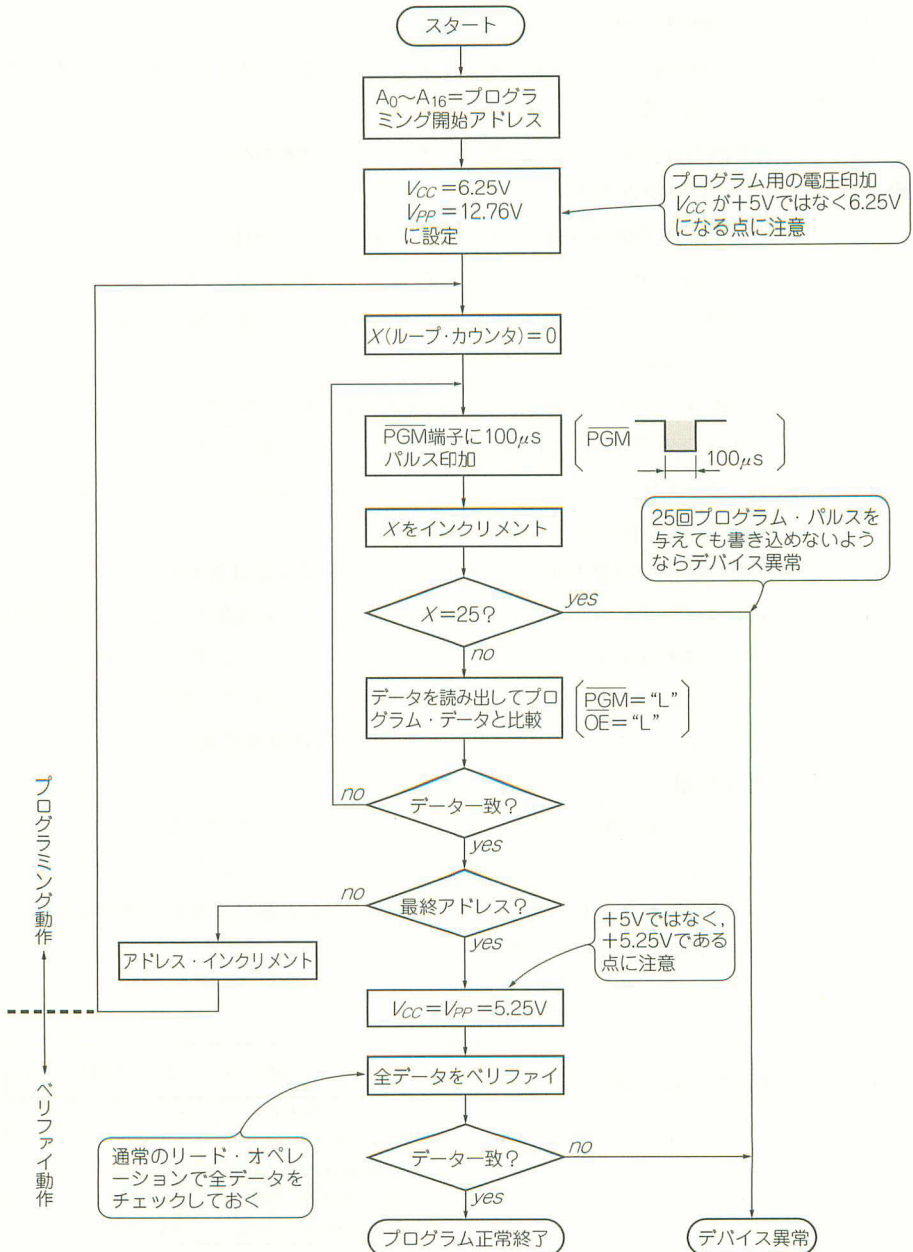 スタート
A₀〜A₁₆=プログラ
ミング開始アドレス
VCC=6.25V
VPP=12.76V
に設定
プログラム用の電圧印加
VCC が+5Vではなく6.25V
になる点に注意
X(ループ・カウンタ)=0
PGM端子に100μs
パルス印加
PGM
100μs
Xをインクリメント
25回プログラム・パルスを
与えても書き込めないよう
ならデバイス異常
X=25?
yes
no
データを読み出してプロ
グラム・データと比較
PGM="L"
OE="L"
データ一致?
no
yes
最終アドレス?
no
yes
アドレス・インクリメント
+5Vではなく,
+5.25Vである
点に注意
VCC=VPP=5.25V
プログラミング動作
ベリファイ動作
全データをベリファイ
通常のリード・オペレ
ーションで全データを
チェックしておく
データ一致?
no
yes
プログラム正常終了
デバイス異常